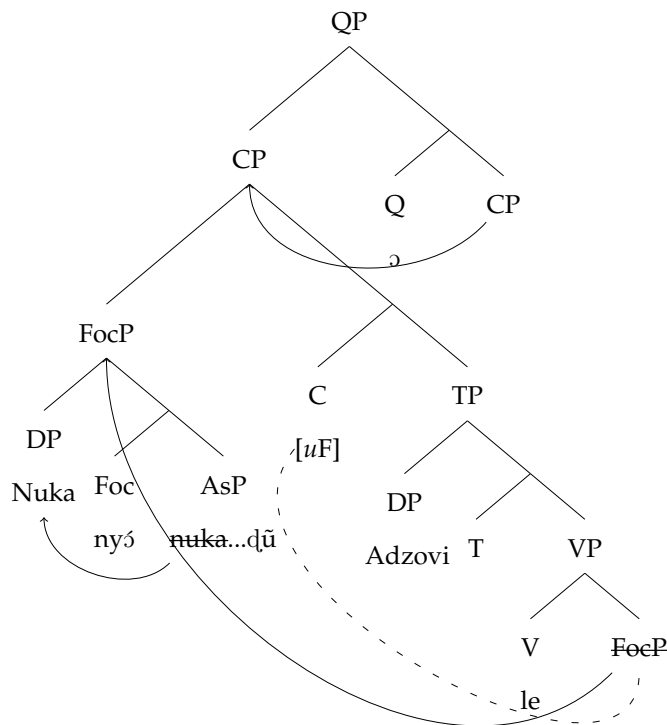 QP
CP
Q CP
ɔ
FocP
C TP
DP
[uF]
Foc AsP
Nuka
DP
nyɔ́ nuka...ɖũ
Adzovi T VP
V FocP
le